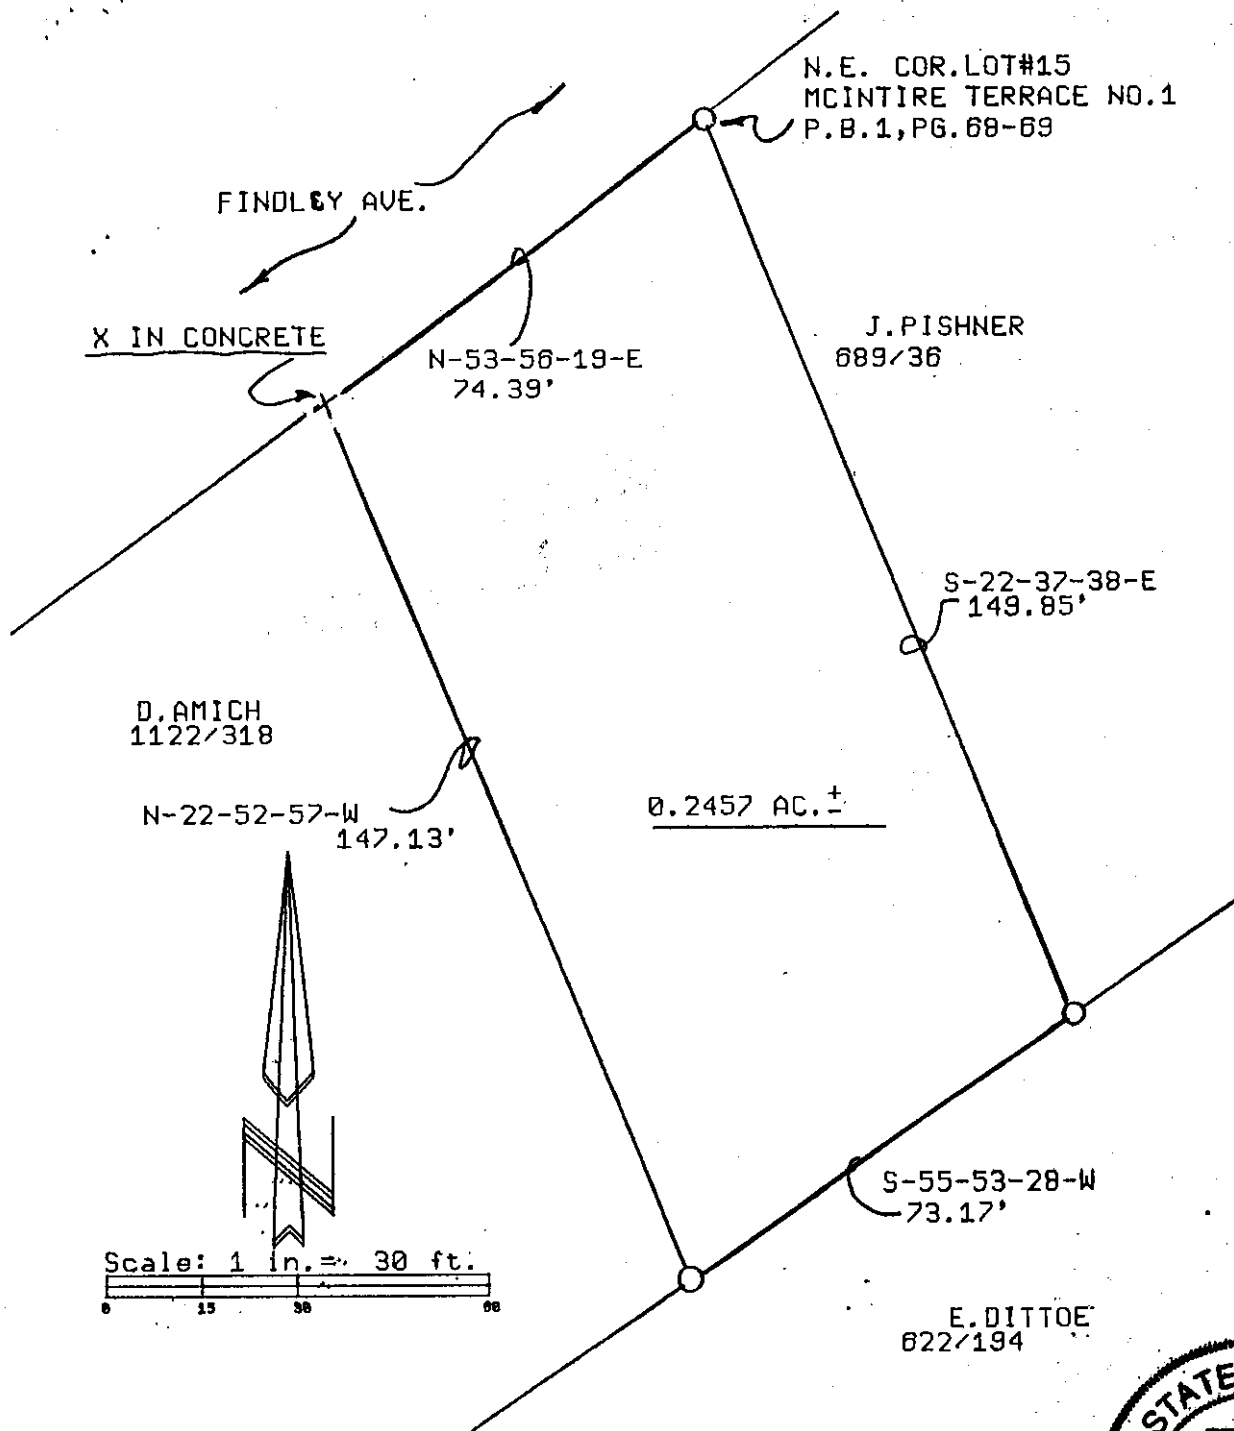 N.E. COR.LOT#15
MCINTIRE TERRACE NO.1
P.B.1,PG.68-69
FINDLEY AVE.
X IN CONCRETE
J.PISHNER
689/36
N-53-56-19-E
74.39'
S-22-37-38-E
149.85'
D.AMICH
1122/318
N-22-52-57-W
147.13'
0.2457 AC.±
S-55-53-28-W
73.17'
Scale: 1 in.= 30 ft.
0 15 30 60
E.DITTOE
622/194
STATE